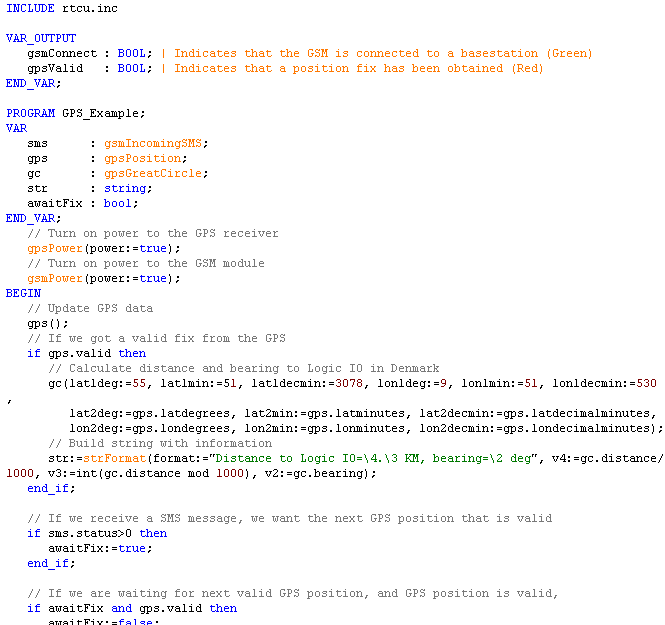 INCLUDE rtcu.inc
VAR_OUTPUT
gsmConnect : BOOL; | Indicates that the GSM is connected to a basestation (Green)
gpsValid : BOOL; | Indicates that a position fix has been obtained (Red)
END_VAR;
PROGRAM GPS_Example;
VAR
sms : gsmIncomingSMS;
gps : gpsPosition;
gc : gpsGreatCircle;
str : string;
awaitFix : bool;
END_VAR;
// Turn on power to the GPS receiver
gpsPower(power:=true);
// Turn on power to the GSM module
gsmPower(power:=true);
BEGIN
// Update GPS data
gps();
// If we got a valid fix from the GPS
if gps.valid then
// Calculate distance and bearing to Logic IO in Denmark
gc(lat1deg:=55, lat1min:=51, lat1decmin:=3078, lon1deg:=9, lon1min:=51, lon1decmin:=530
,
lat2deg:=gps.latdegrees, lat2min:=gps.latminutes, lat2decmin:=gps.latdecimalminutes,
lon2deg:=gps.londegrees, lon2min:=gps.lonminutes, lon2decmin:=gps.londecimalminutes);
// Build string with information
str:=strFormat(format:="Distance to Logic IO=\4.\3 KM, bearing=\2 deg", v4:=gc.distance/
1000, v3:=int(gc.distance mod 1000), v2:=gc.bearing);
end_if;
// If we receive a SMS message, we want the next GPS position that is valid
if sms.status>0 then
awaitFix:=true;
end_if;
// If we are waiting for next valid GPS position, and GPS position is valid,
if awaitFix and gps.valid then
awaitFix:=false;